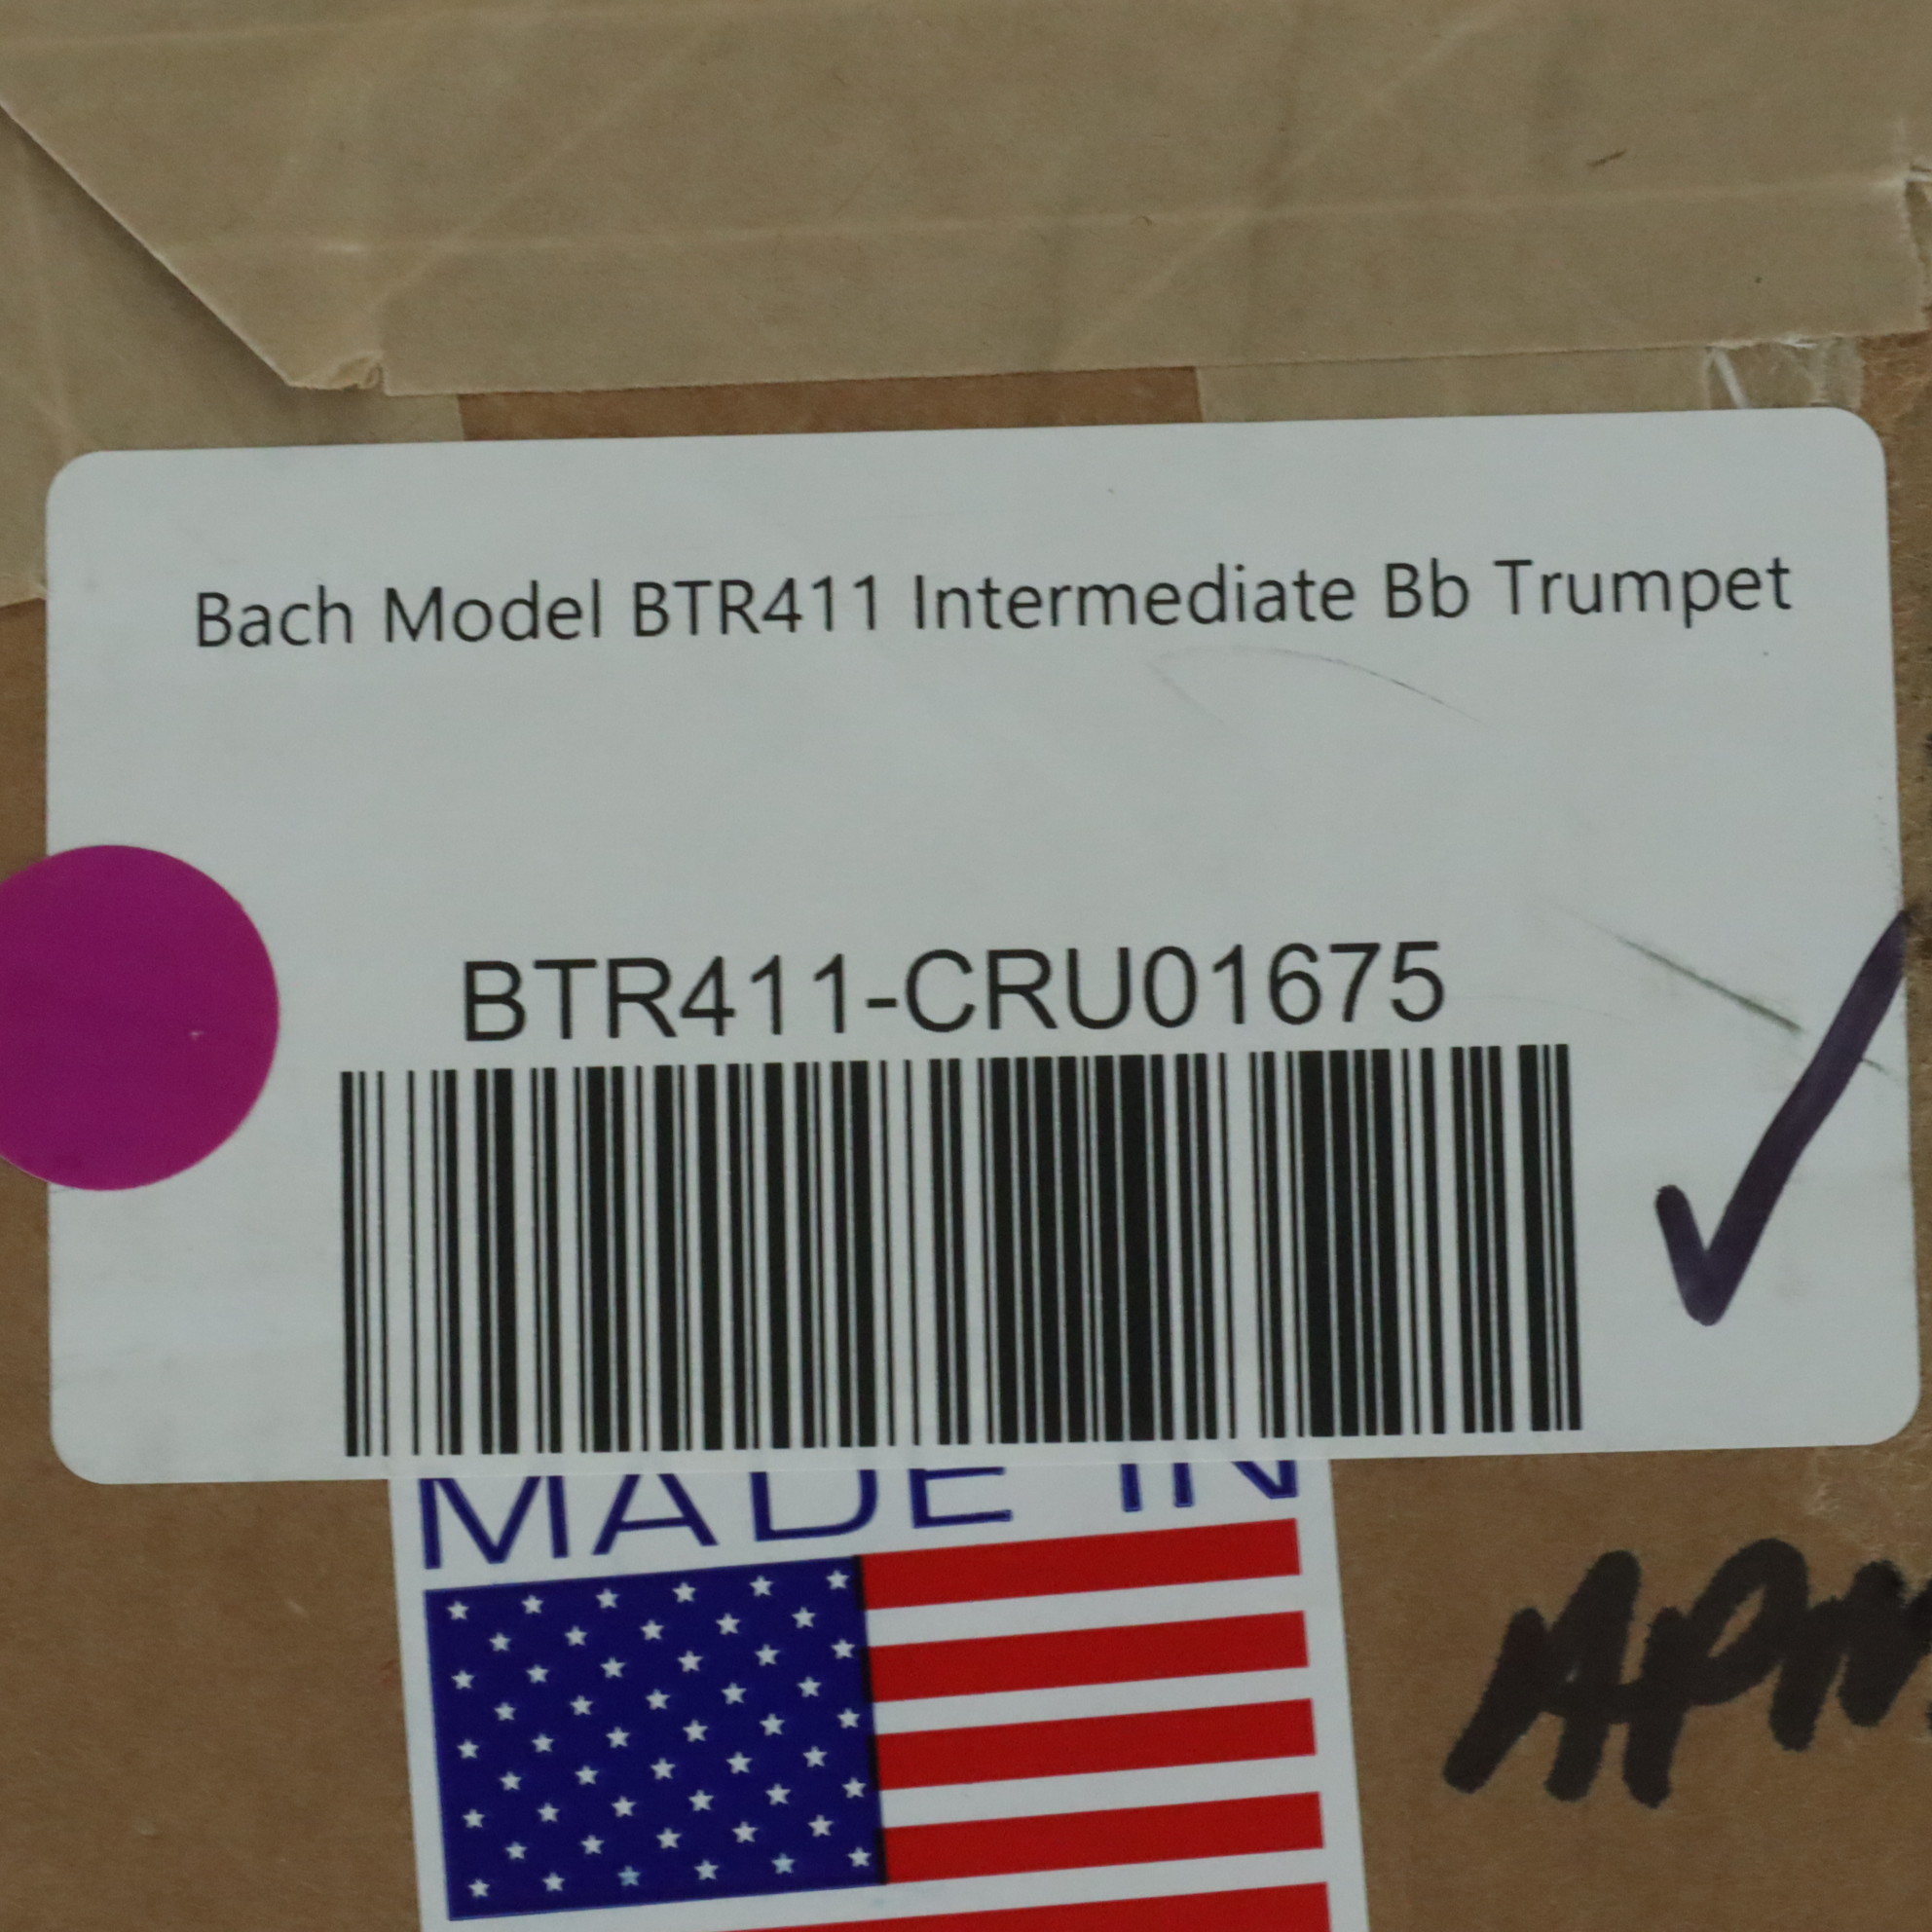 Bach Model BTR411 Intermediate Bb Trumpet
BTR411-CRU01675
MADE IN